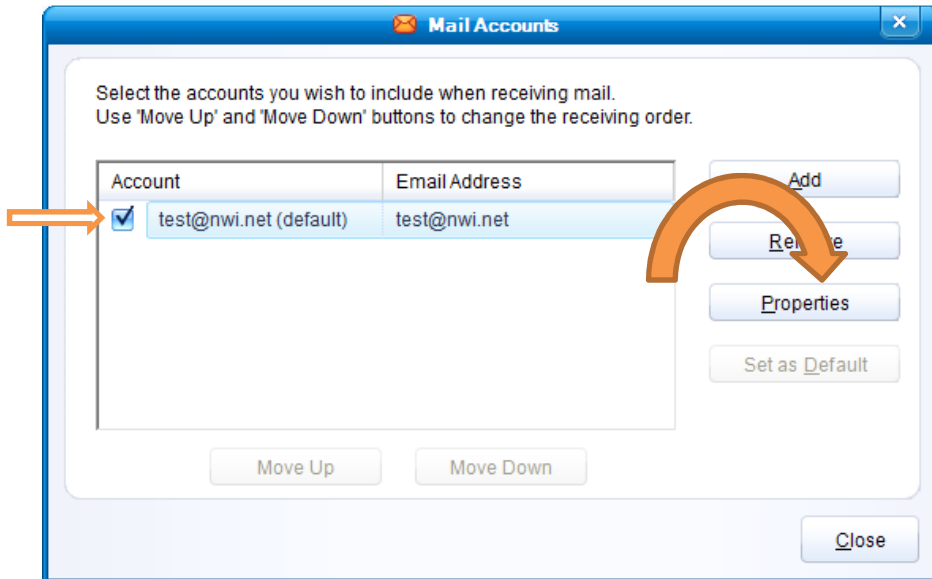 Mail Accounts
Select the accounts you wish to include when receiving mail.
Use 'Move Up' and 'Move Down' buttons to change the receiving order.
Account Email Address
test@nwi.net (default) test@nwi.net
Add
Properties
Set as Default
Move Up Move Down
Close